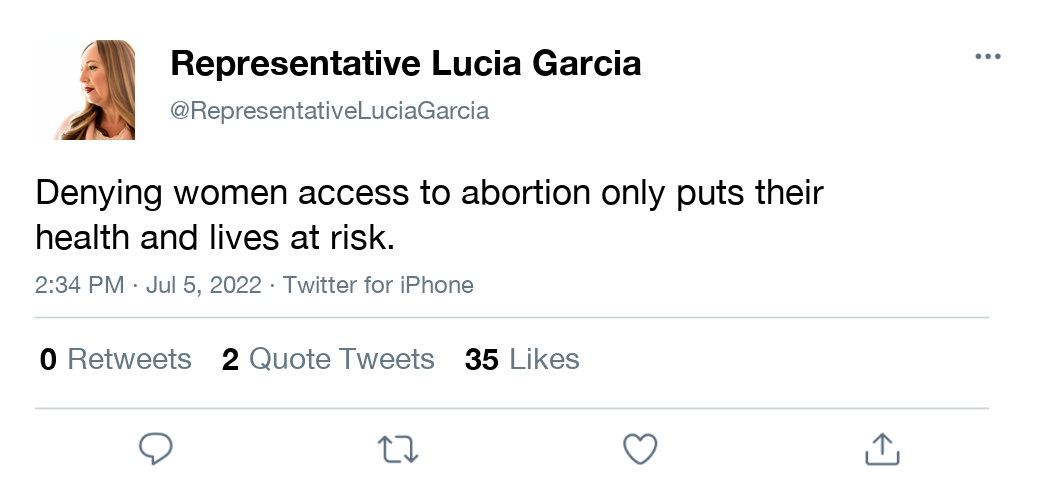 Representative Lucia Garcia
@RepresentativeLuciaGarcia
Denying women access to abortion only puts their
health and lives at risk.
2:34 PM · Jul 5, 2022 · Twitter for iPhone
0 Retweets 2 Quote Tweets 35 Likes